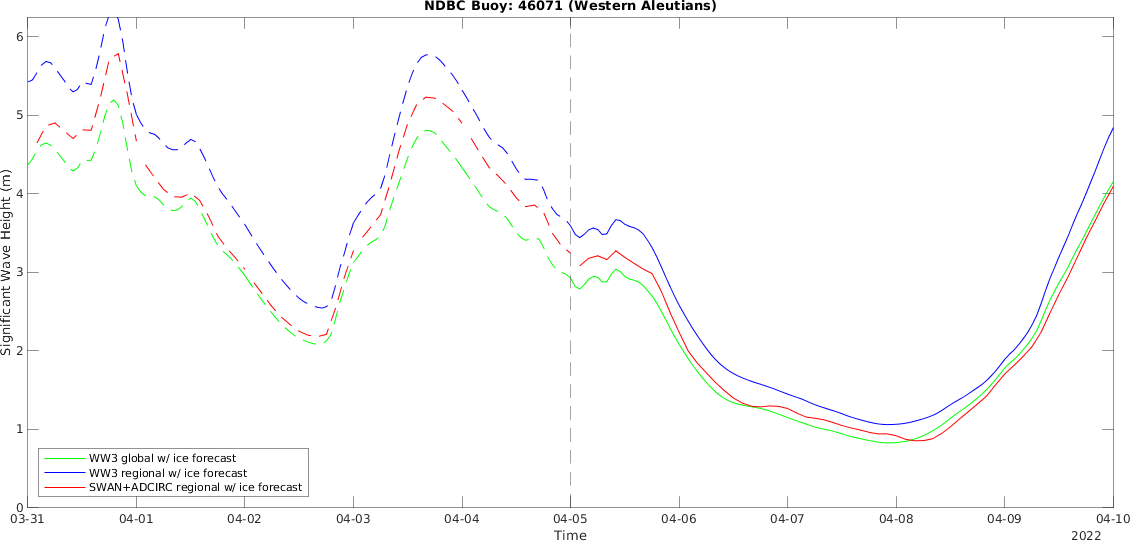 NDBC Buoy: 46071 (Western Aleutians)
6
5
4
3
2
1
0
Significant Wave Height (m)
WW3 global w/ ice forecast
WW3 regional w/ ice forecast
SWAN+ADCIRC regional w/ ice forecast
03-31 04-01 04-02 04-03 04-04 04-05 04-06 04-07 04-08 04-09 04-10
Time
2022